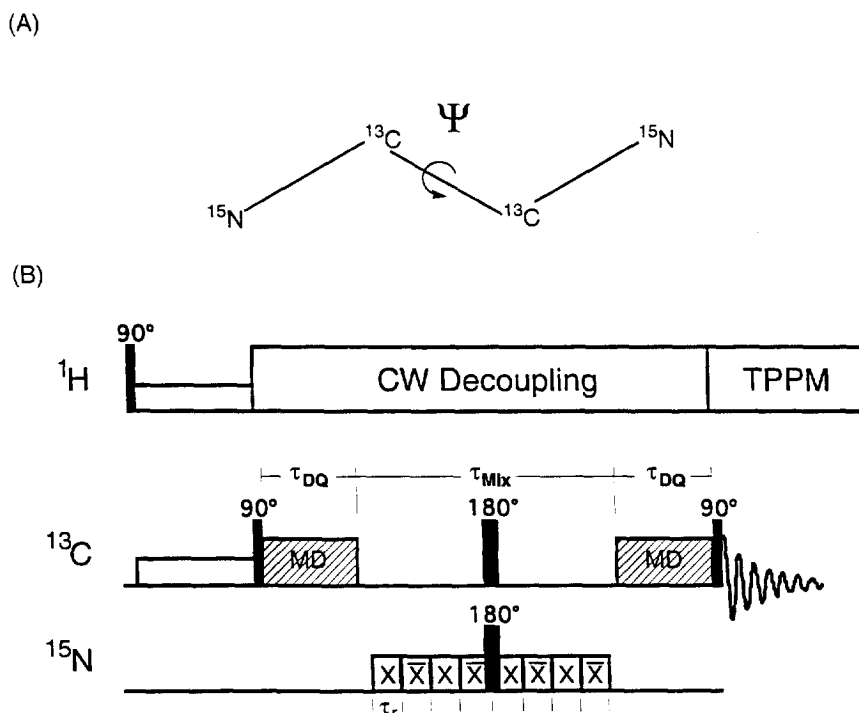 (A)
Ψ
¹³C
¹⁵N
¹⁵N
¹³C
(B)
90°
¹H
CW Decoupling
TPPM
τDQ
τMix
τDQ
90°
180°
90°
¹³C
MD
MD
180°
¹⁵N
X X̅ X X̅ X X̅ X X̅
τr